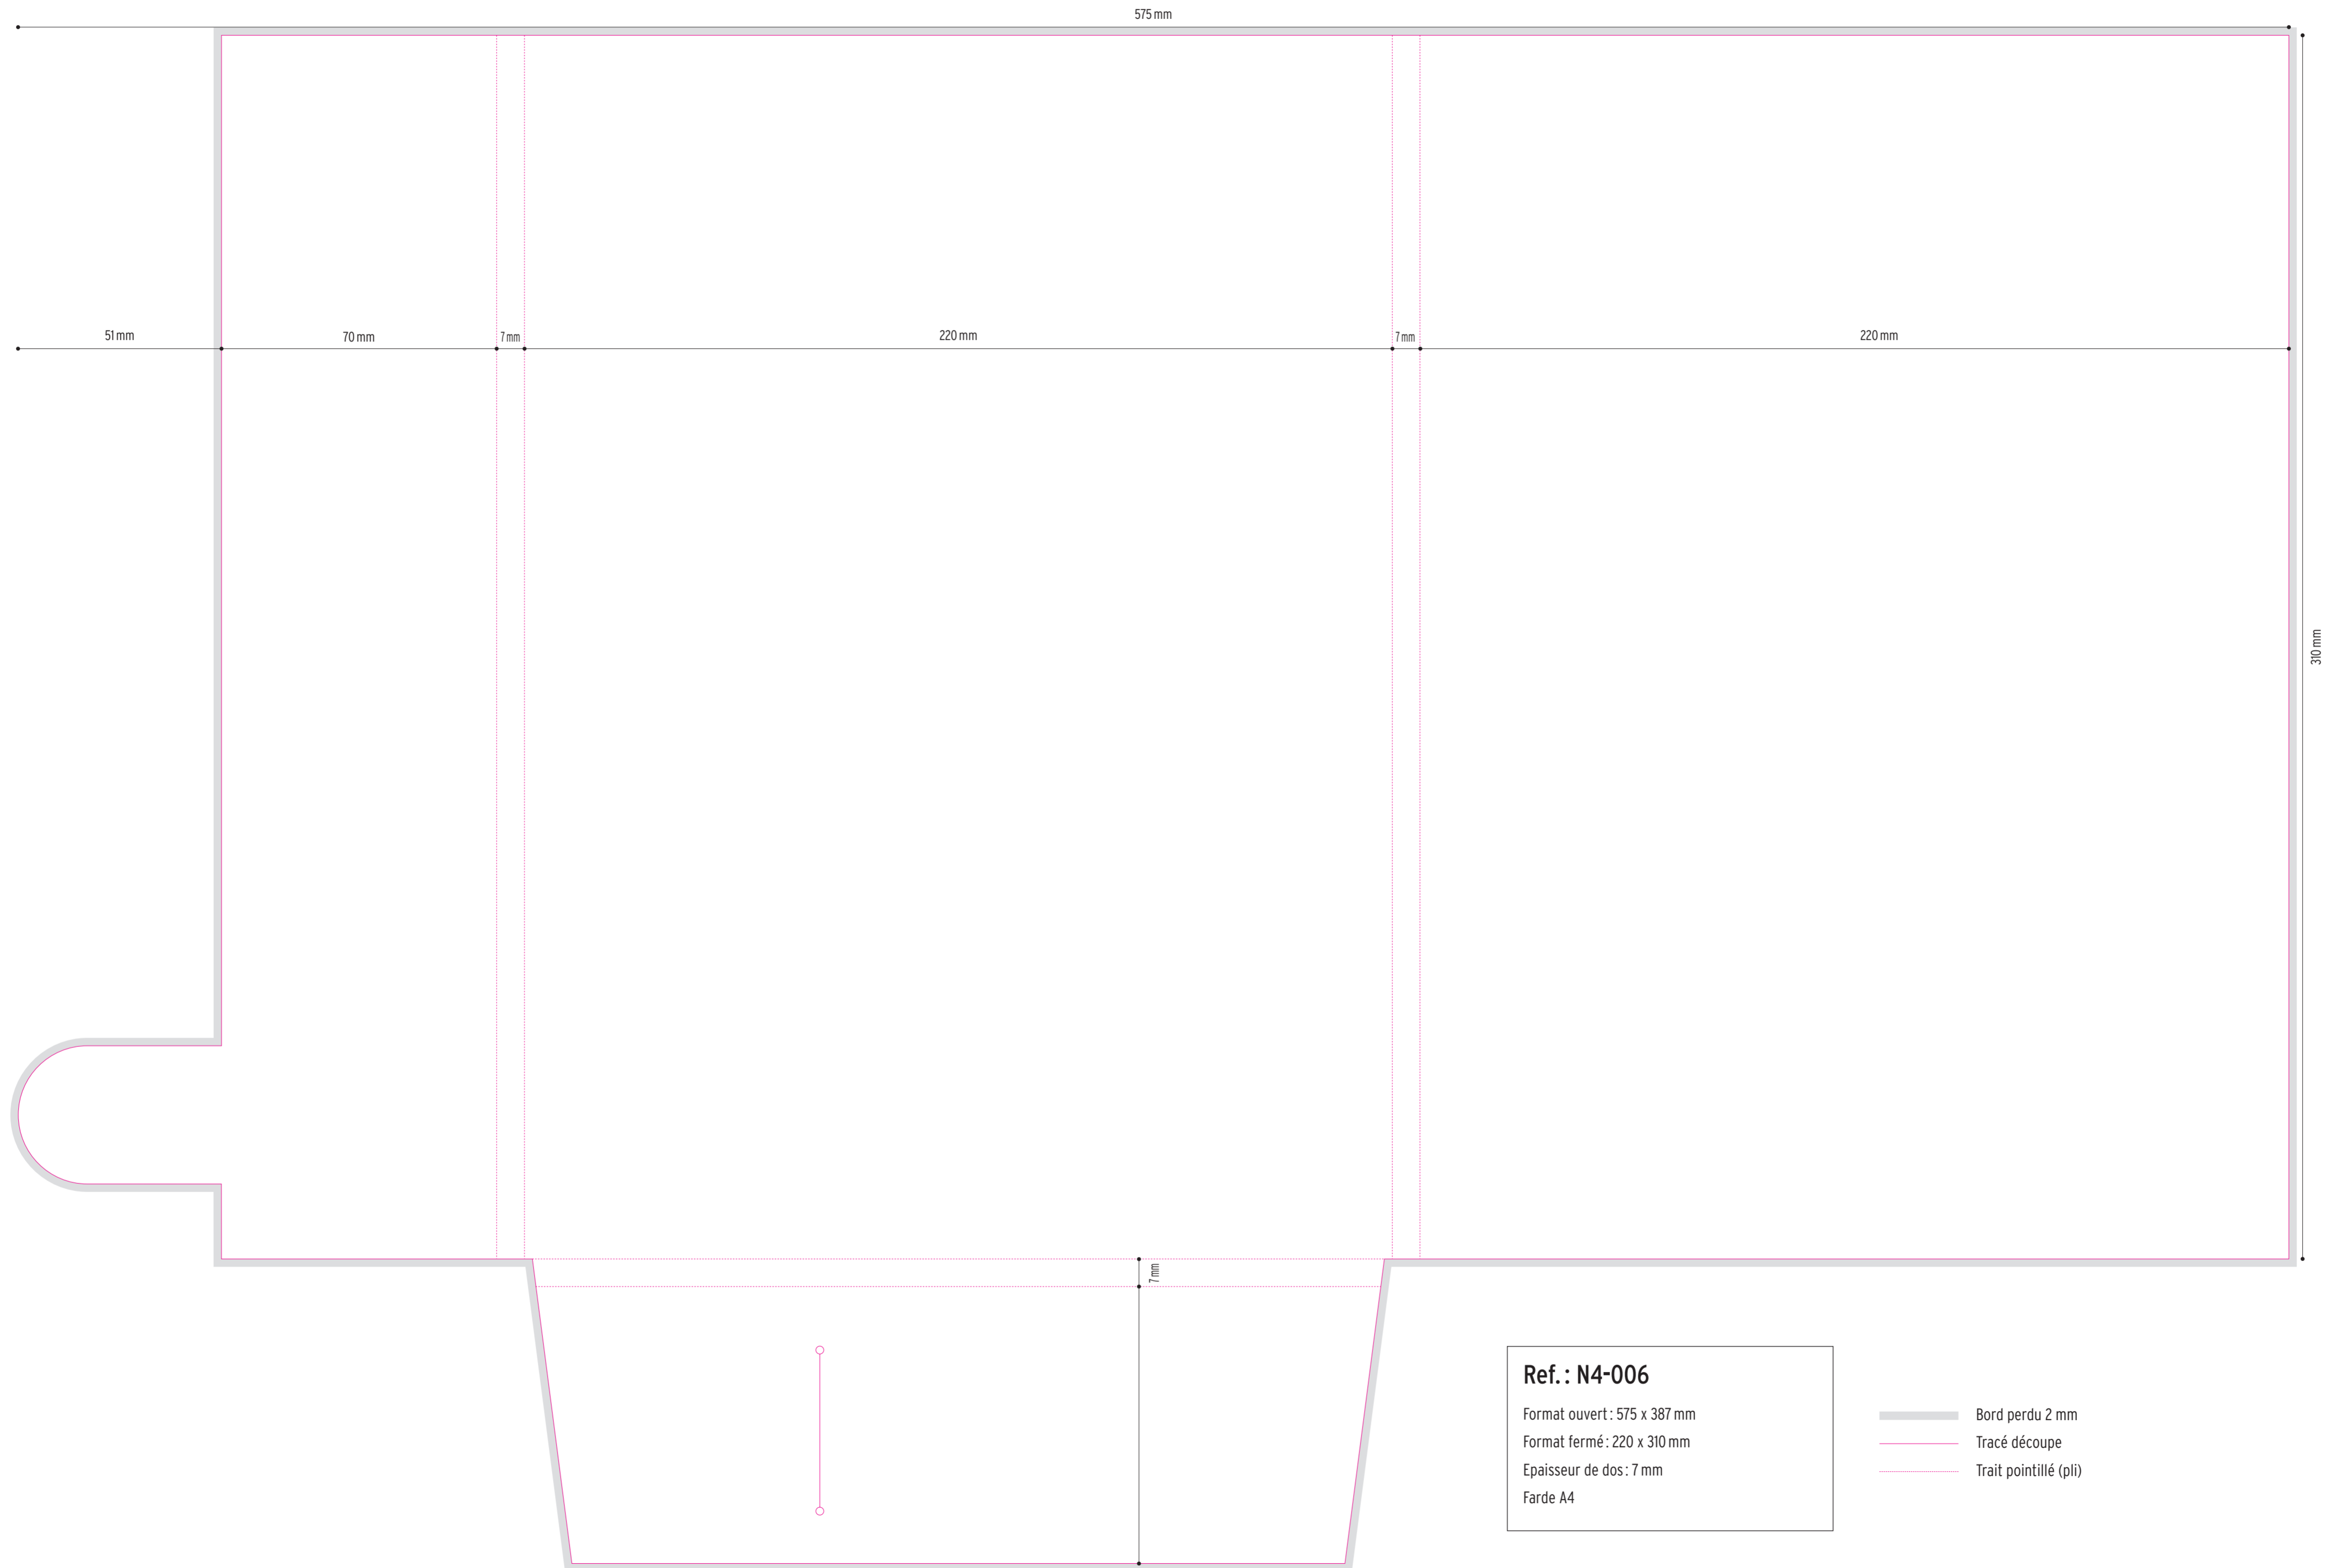 575 mm
51 mm
70 mm
7 mm
220 mm
7 mm
220 mm
310 mm
7 mm
Ref. : N4-006
Format ouvert : 575 x 387 mm
Format fermé : 220 x 310 mm
Epaisseur de dos : 7 mm
Farde A4
Bord perdu 2 mm
Tracé découpe
Trait pointillé (pli)